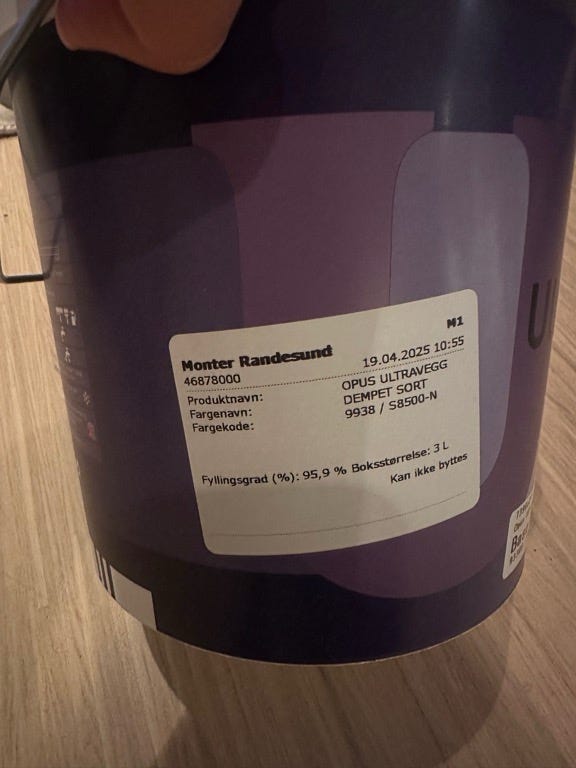 M1
Monter Randesund
46878000 19.04.2025 10:55
Produktnavn: OPUS ULTRAVEGG
Fargenavn: DEMPET SORT
Fargekode: 9938 / S8500-N
Fyllingsgrad (%): 95,9 % Boksstørrelse: 3 L
Kan ikke byttes